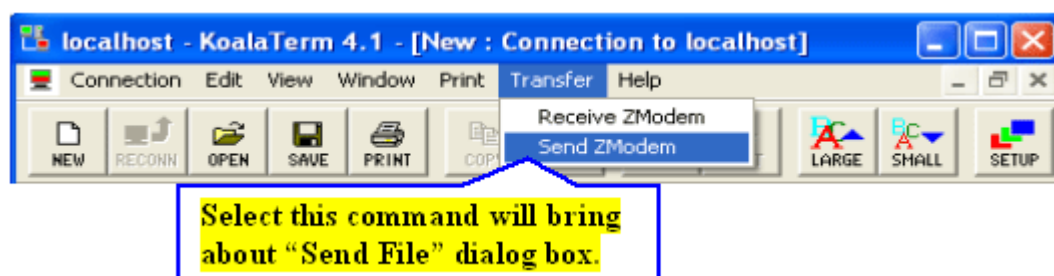 localhost - KoalaTerm 4.1 - [New : Connection to localhost]
Connection Edit View Window Print Transfer Help
Receive ZModem
Send ZModem
NEW RECONN OPEN SAVE PRINT LARGE SMALL SETUP
Select this command will bring
about “Send File” dialog box.